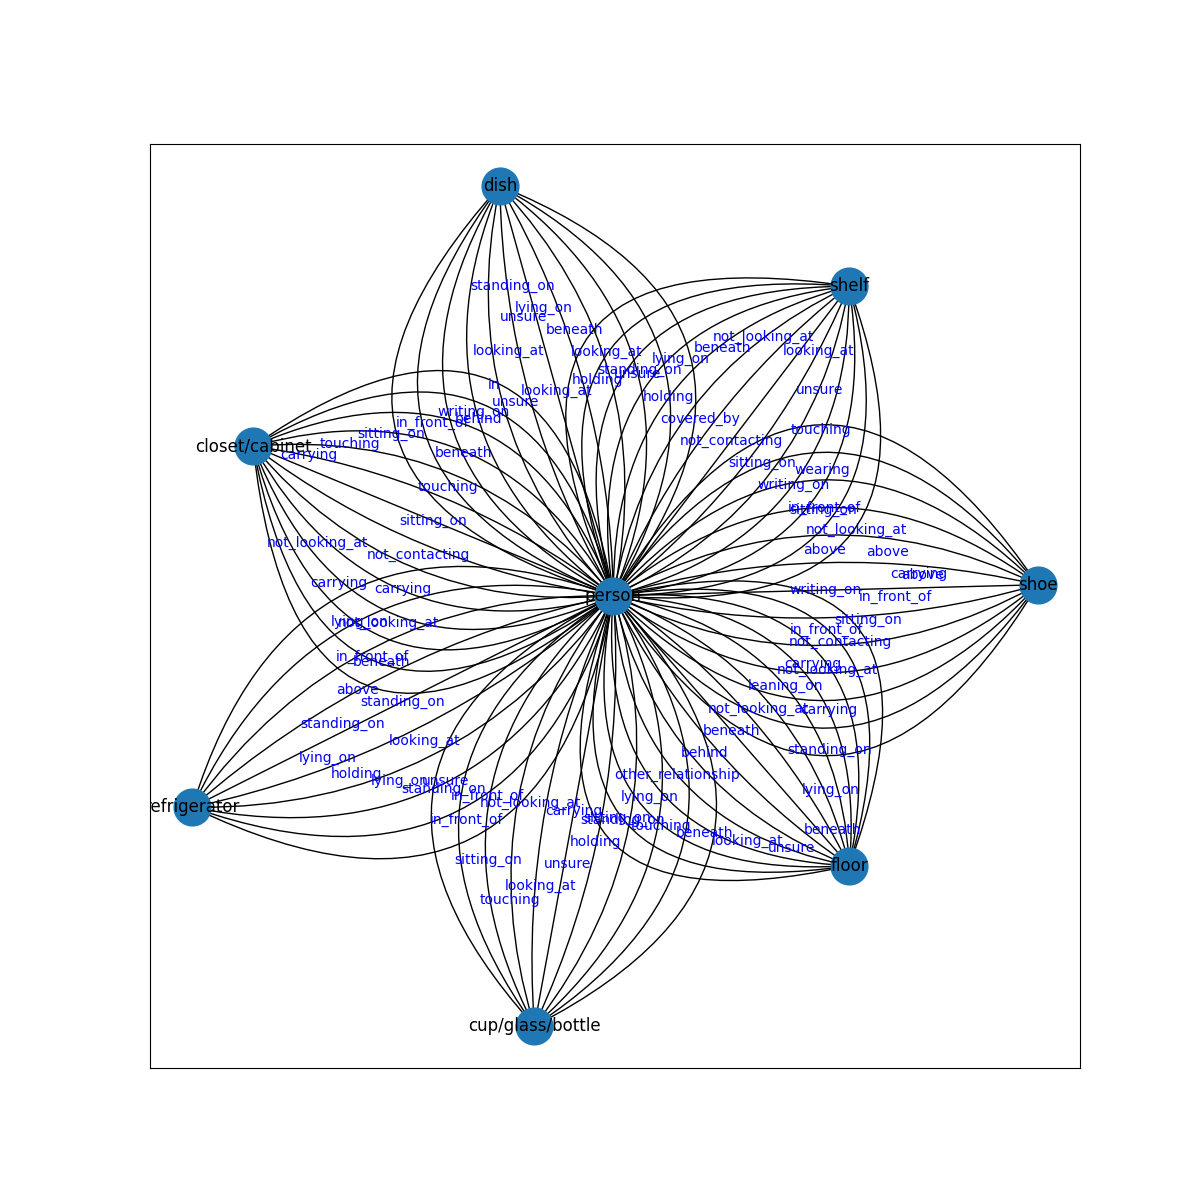 dish
shelf
standing_on
lying_on
unsure
beneath
not_looking_at
beneath
looking_at
looking_at
looking_at
lying_on
standing_on
unsure
holding
in
looking_at
unsure
holding
unsure
writing_on
behind
in_front_of
covered_by
sitting_on
touching
not_contacting
closet/cabinet
touching
carrying
beneath
sitting_on
wearing
touching
writing_on
in_front_of
sitting_on
sitting_on
not_looking_at
not_looking_at
not_contacting
above
above
carrying
above
shoe
carrying
carrying
person
writing_on
in_front_of
lying_on
not_looking_at
sitting_on
in_front_of
not_contacting
in_front_of
beneath
carrying
not_looking_at
above
standing_on
leaning_on
not_looking_at
carrying
standing_on
beneath
looking_at
behind
standing_on
lying_on
holding
lying_on
unsure
other_relationship
standing_on
in_front_of
not_looking_at
lying_on
lying_on
refrigerator
carrying
sitting_on
standing_on
touching
in_front_of
beneath
beneath
holding
looking_at
unsure
sitting_on
unsure
floor
looking_at
touching
cup/glass/bottle